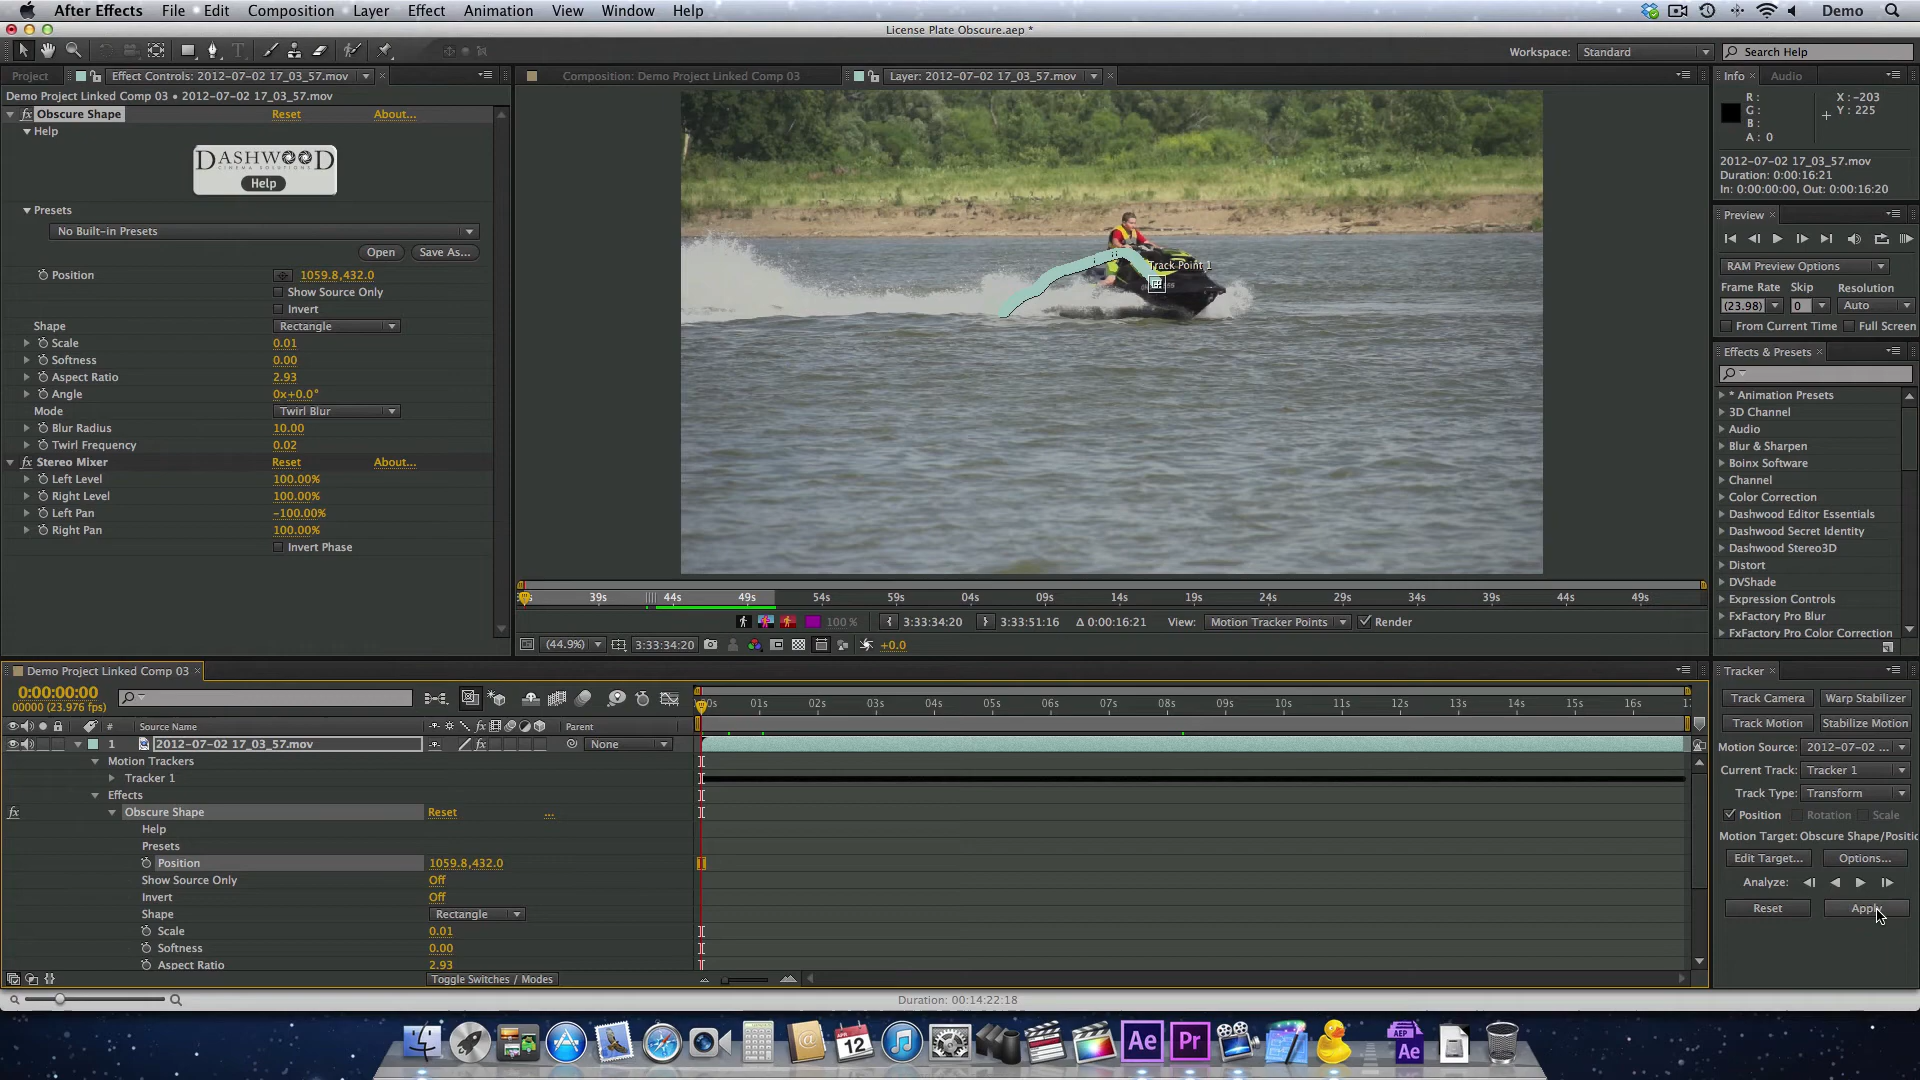 After Effects File Edit Composition Layer Effect Animation View Window Help Demo
License Plate Obscure.aep *
Workspace: Standard Search Help
Project Effect Controls: 2012-07-02 17_03_57.mov
Demo Project Linked Comp 03 • 2012-07-02 17_03_57.mov
Obscure Shape Reset About...
Help
DASHWOOD
CINEMA SOLUTIONS
Help
Presets
No Built-in Presets
Open Save As...
Position 1059.8,432.0
Show Source Only
Invert
Shape Rectangle
Scale 0.01
Softness 0.00
Aspect Ratio 2.93
Angle 0x+0.0°
Mode Twirl Blur
Blur Radius 10.00
Twirl Frequency 0.02
Stereo Mixer Reset About...
Left Level 100.00%
Right Level 100.00%
Left Pan -100.00%
Right Pan 100.00%
Invert Phase
Composition: Demo Project Linked Comp 03 Layer: 2012-07-02 17_03_57.mov
Track Point 1
39s 44s 49s 54s 59s 04s 14s 09s 14s 19s 24s 29s 34s 39s 44s 49s
100 % 3:33:34:20 3:33:51:16 Δ 0:00:16:21 View: Motion Tracker Points Render
(44.9%) 3:33:34:20 +0.0
Info Audio
R: X: -203
G: Y: 225
B:
A: 0
2012-07-02 17_03_57.mov
Duration: 0:00:16:21
In: 0:00:00:00, Out: 0:00:16:20
Preview
RAM Preview Options
Frame Rate Skip Resolution
(23.98) 0 Auto
From Current Time Full Screen
Effects & Presets
* Animation Presets
3D Channel
Audio
Blur & Sharpen
Boinx Software
Channel
Color Correction
Dashwood Editor Essentials
Dashwood Secret Identity
Dashwood Stereo3D
Distort
DVShade
Expression Controls
FxFactory Pro Blur
FxFactory Pro Color Correction
Demo Project Linked Comp 03
0:00:00:00
00000 (23.976 fps)
0s 01s 02s 03s 04s 05s 06s 07s 08s 09s 10s 11s 12s 13s 14s 15s 16s 17
# Source Name Parent
1 2012-07-02 17_03_57.mov None
Motion Trackers
Tracker 1
Effects
Obscure Shape Reset ...
Help
Presets
Position 1059.8,432.0
Show Source Only Off
Invert Off
Shape Rectangle
Scale 0.01
Softness 0.00
Aspect Ratio 2.93
Toggle Switches / Modes
Tracker
Track Camera Warp Stabilizer
Track Motion Stabilize Motion
Motion Source: 2012-07-02 ...
Current Track: Tracker 1
Track Type: Transform
Position Rotation Scale
Motion Target: Obscure Shape/Positic
Edit Target... Options...
Analyze:
Reset Apply
Duration: 00:14:22:18
APR
12
Ae Pr AEP Ae